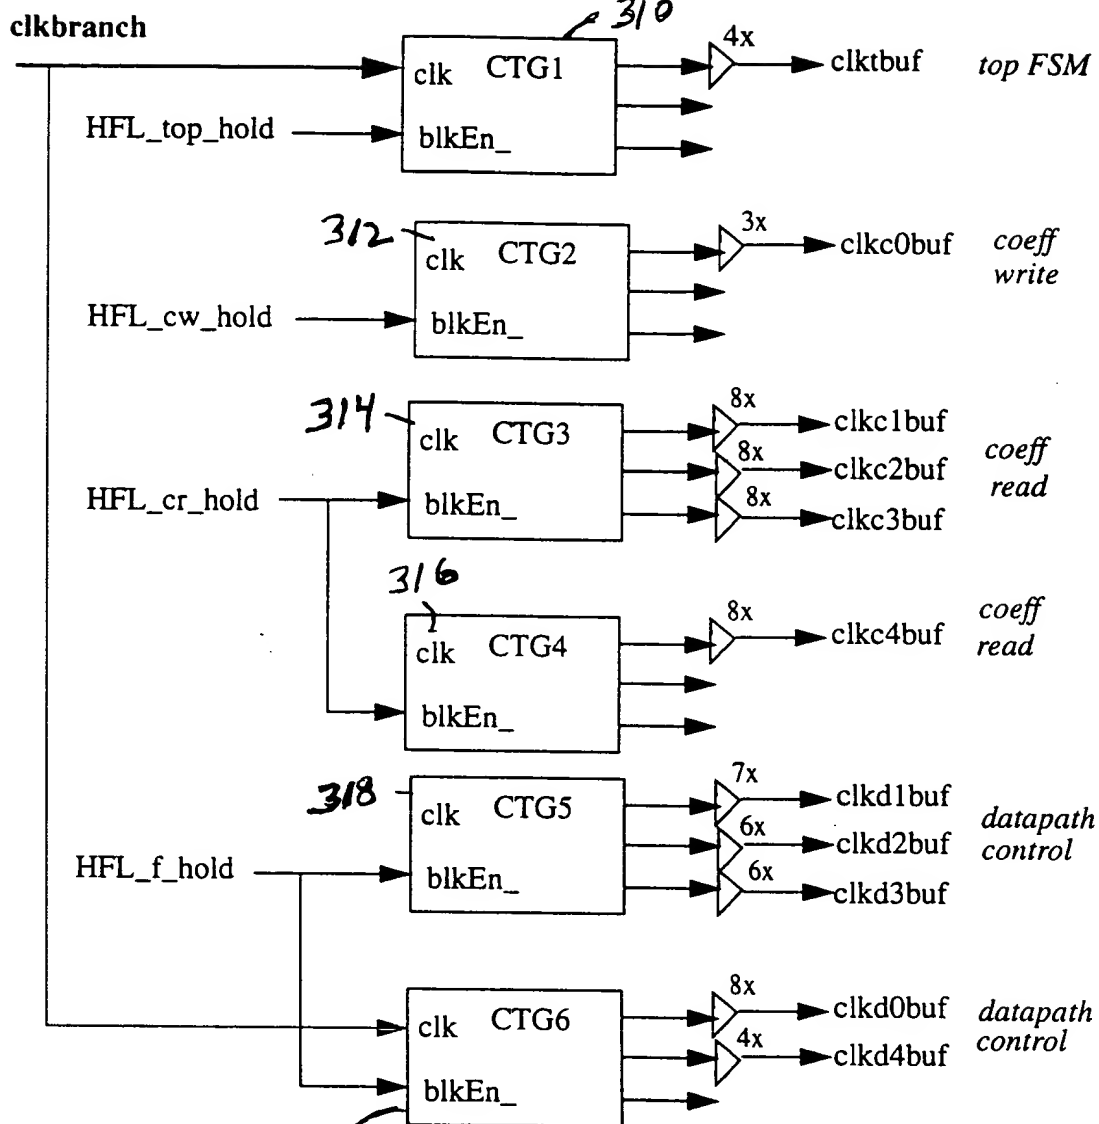 clkbranch
310
clk CTG1
4x
clktbuf
top FSM
HFL_top_hold
blkEn_
312
clk CTG2
3x
clkc0buf
coeff
write
HFL_cw_hold
blkEn_
314
clk CTG3
8x
clkc1buf
8x
clkc2buf
coeff
read
HFL_cr_hold
blkEn_
8x
clkc3buf
316
clk CTG4
8x
clkc4buf
coeff
read
blkEn_
318
clk CTG5
7x
clkd1buf
6x
clkd2buf
datapath
control
HFL_f_hold
blkEn_
6x
clkd3buf
clk CTG6
8x
clkd0buf
datapath
control
4x
clkd4buf
blkEn_